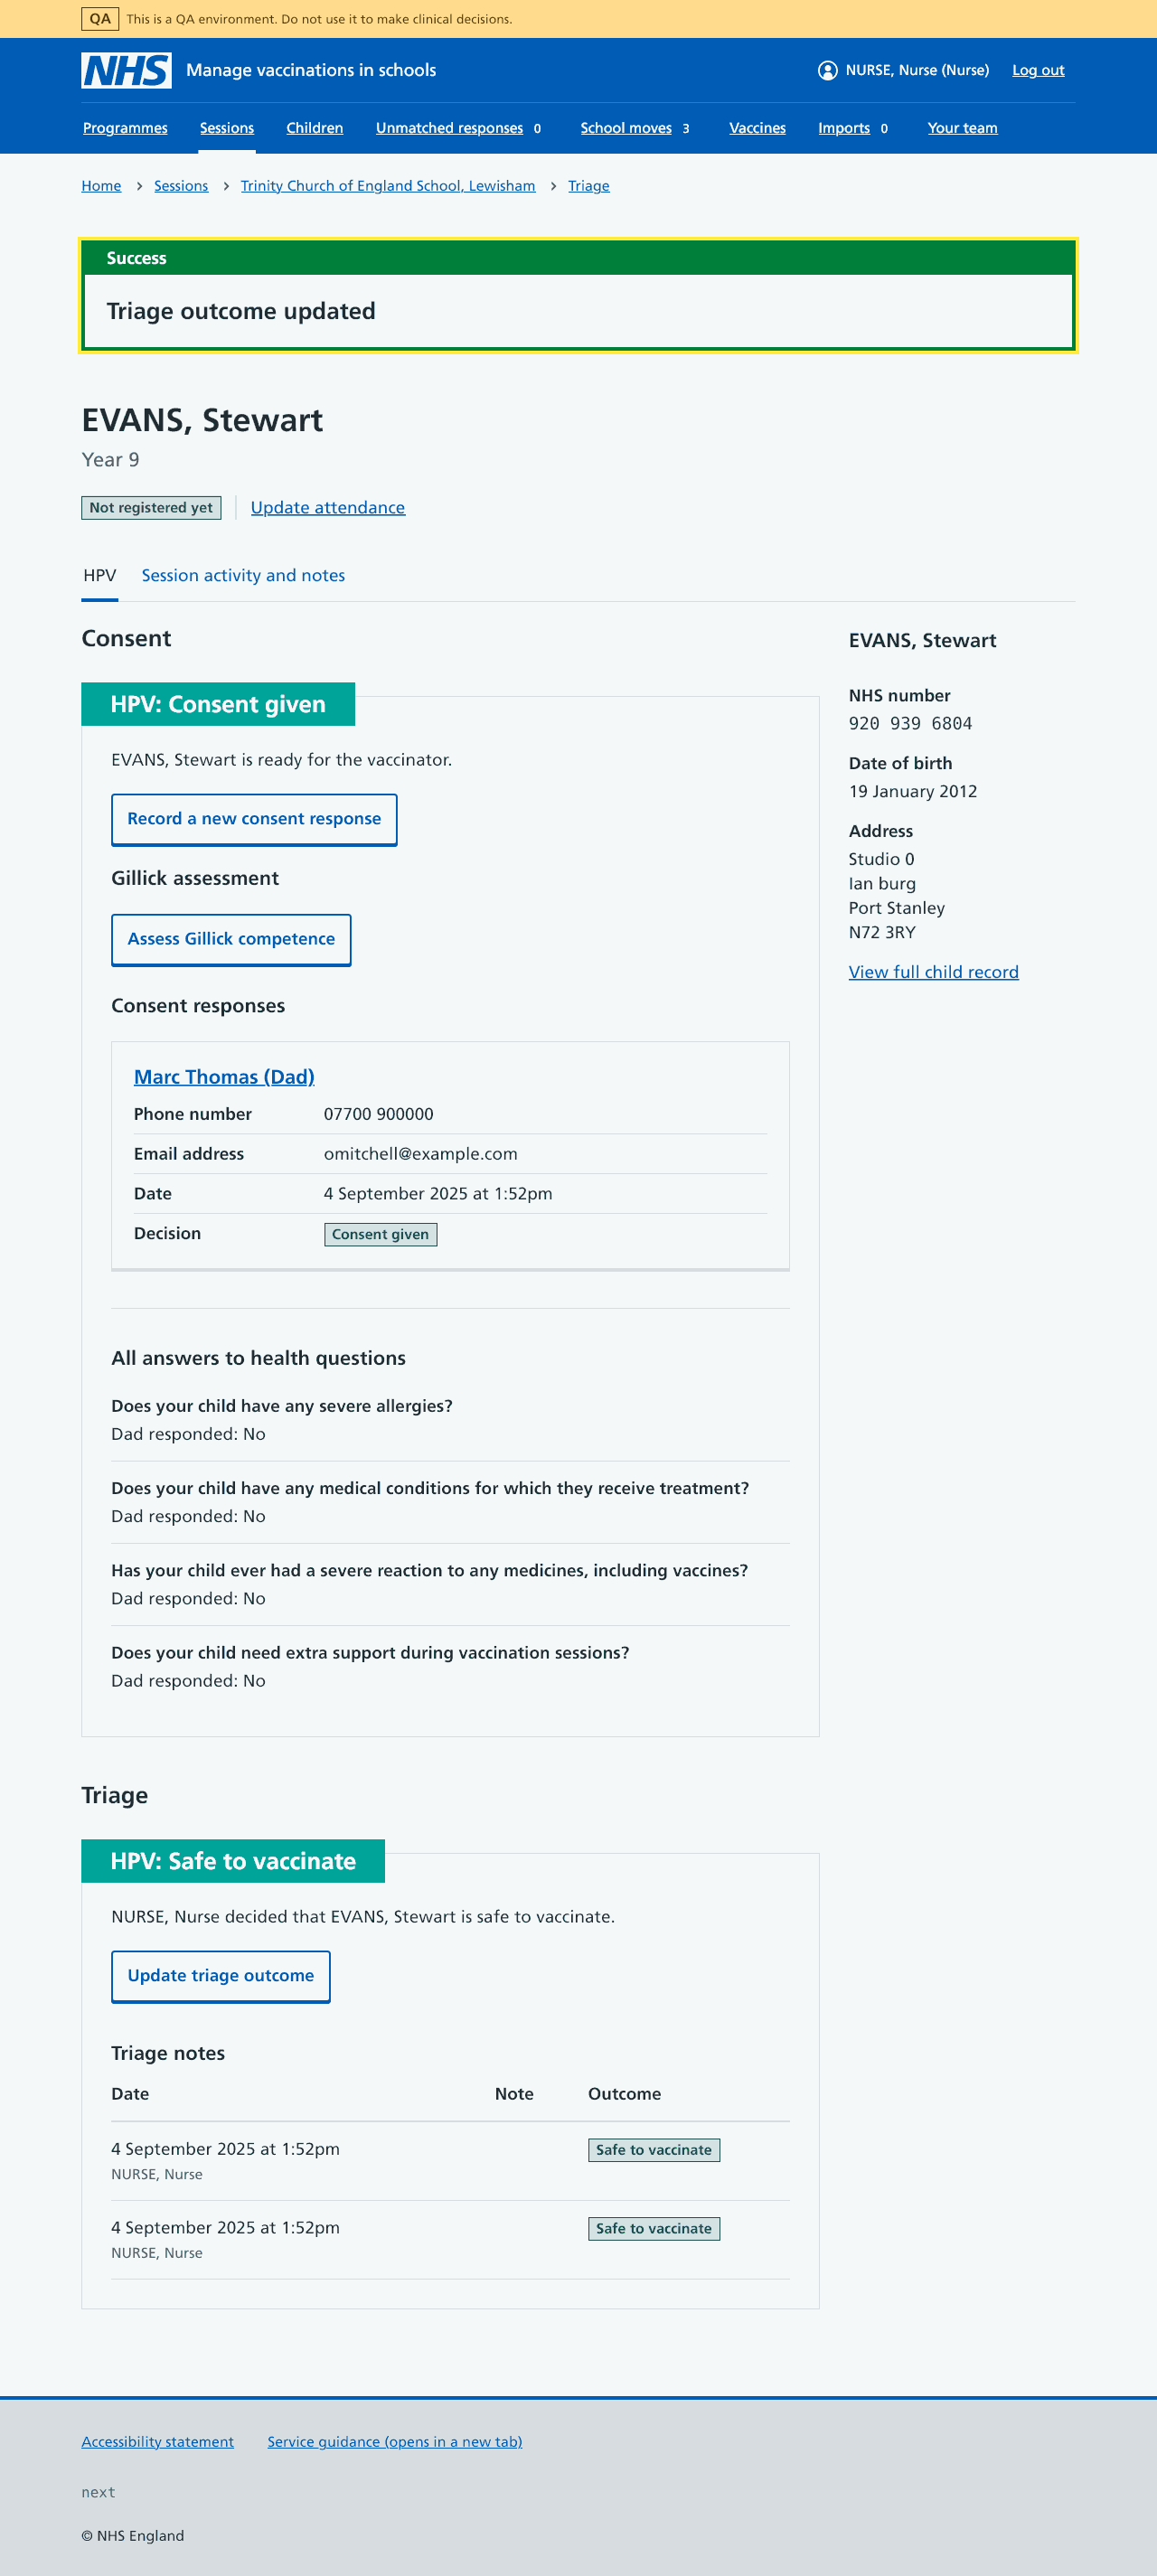 QA This is a QA environment. Do not use it to make clinical decisions.
NHS Manage vaccinations in schools NURSE, Nurse (Nurse) Log out
Programmes Sessions Children Unmatched responses 0 School moves 3 Vaccines Imports 0 Your team
Home Sessions Trinity Church of England School, Lewisham Triage
Success
Triage outcome updated
EVANS, Stewart
Year 9
Not registered yet Update attendance
HPV Session activity and notes
Consent
HPV: Consent given
EVANS, Stewart is ready for the vaccinator.
Record a new consent response
Gillick assessment
Assess Gillick competence
Consent responses
Marc Thomas (Dad)
Phone number 07700 900000
Email address omitchell@example.com
Date 4 September 2025 at 1:52pm
Decision Consent given
All answers to health questions
Does your child have any severe allergies?
Dad responded: No
Does your child have any medical conditions for which they receive treatment?
Dad responded: No
Has your child ever had a severe reaction to any medicines, including vaccines?
Dad responded: No
Does your child need extra support during vaccination sessions?
Dad responded: No
EVANS, Stewart
NHS number
920 939 6804
Date of birth
19 January 2012
Address
Studio 0
Ian burg
Port Stanley
N72 3RY
View full child record
Triage
HPV: Safe to vaccinate
NURSE, Nurse decided that EVANS, Stewart is safe to vaccinate.
Update triage outcome
Triage notes
Date Note Outcome
4 September 2025 at 1:52pm Safe to vaccinate
NURSE, Nurse
4 September 2025 at 1:52pm Safe to vaccinate
NURSE, Nurse
Accessibility statement Service guidance (opens in a new tab)
next
© NHS England